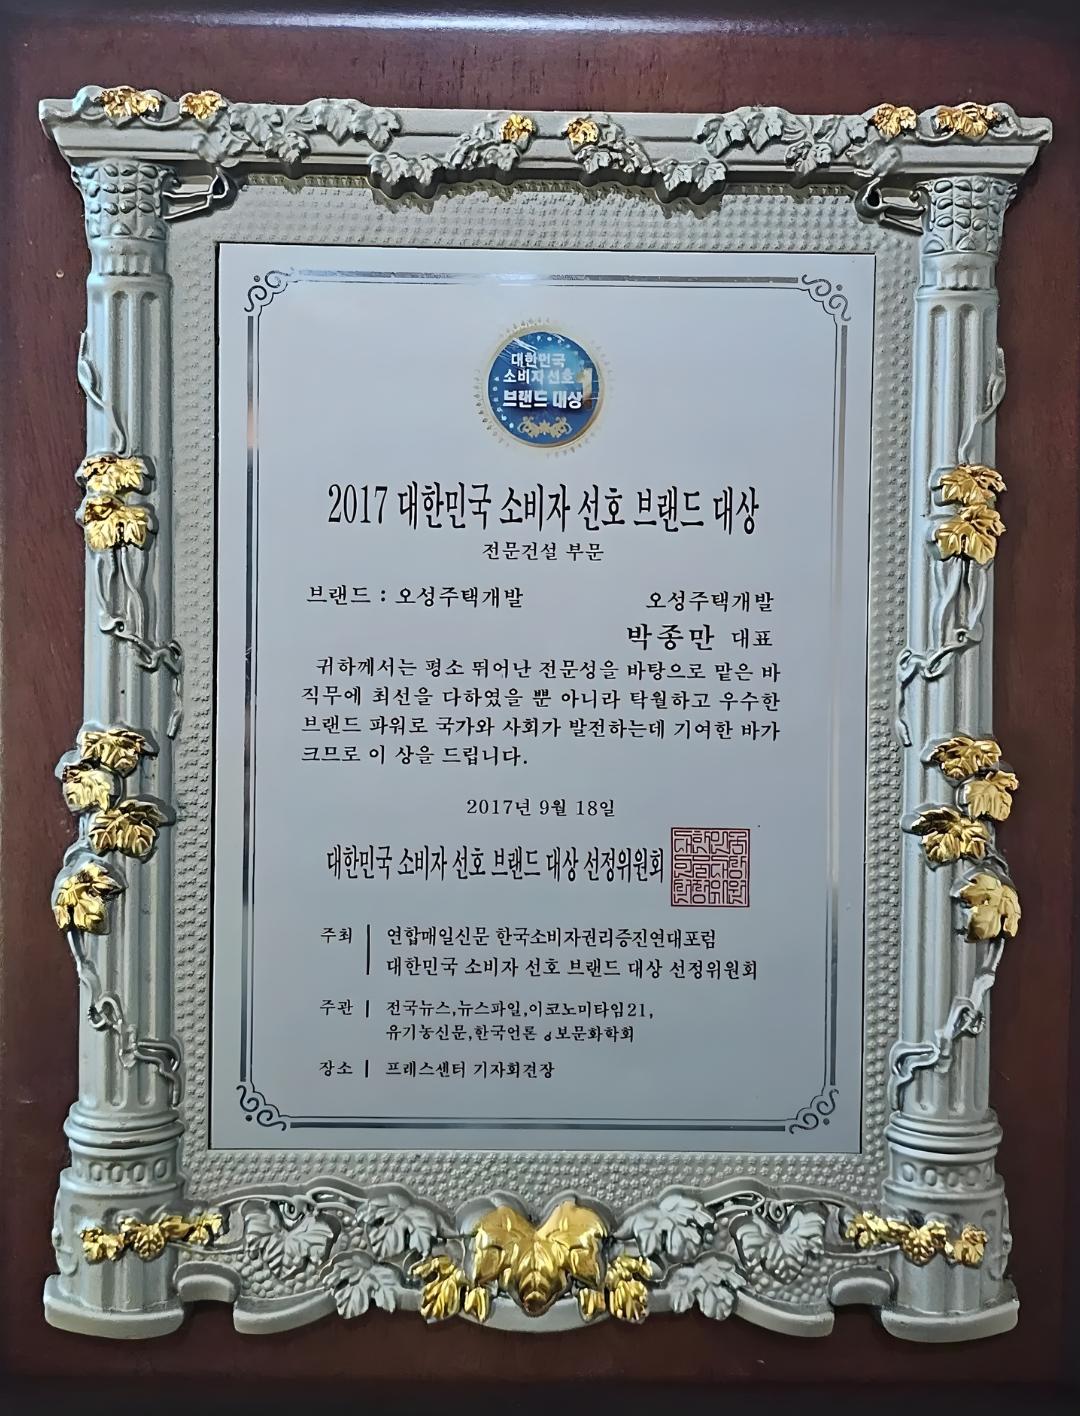 대한민국
소비자 선호 1
브랜드 대상
2017 대한민국 소비자 선호 브랜드 대상
전문건설 부문
브랜드 : 오성주택개발
오성주택개발
박종만 대표
귀하께서는 평소 뛰어난 전문성을 바탕으로 맡은 바
직무에 최선을 다하였을 뿐 아니라 탁월하고 우수한
브랜드 파워로 국가와 사회가 발전하는데 기여한 바가
크므로 이 상을 드립니다.
2017년 9월 18일
대한민국 소비자 선호 브랜드 대상 선정위원회
주최 | 연합매일신문 한국소비자권리증진연대포럼
대한민국 소비자 선호 브랜드 대상 선정위원회
주관 | 전국뉴스,뉴스파일,이코노미타임21,
유기농신문,한국언론 보문화학회
장소 | 프레스센터 기자회견장